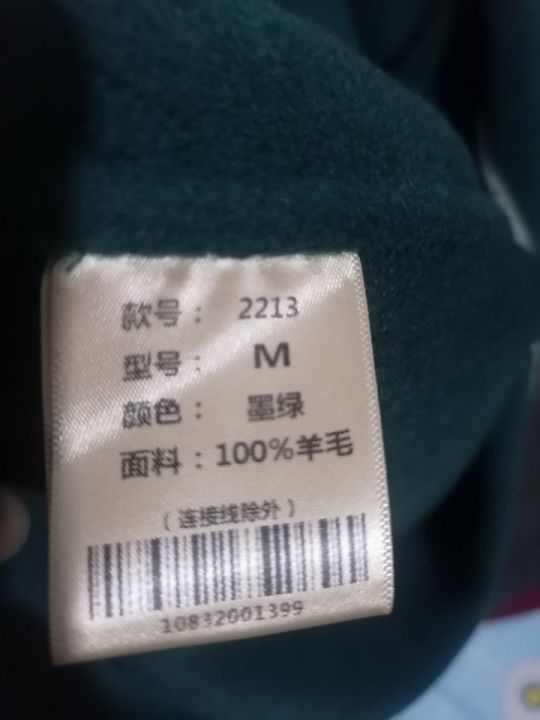 款号： 2213
型号： M
颜色： 墨绿
面料：100%羊毛
（连接线除外）
10832001399